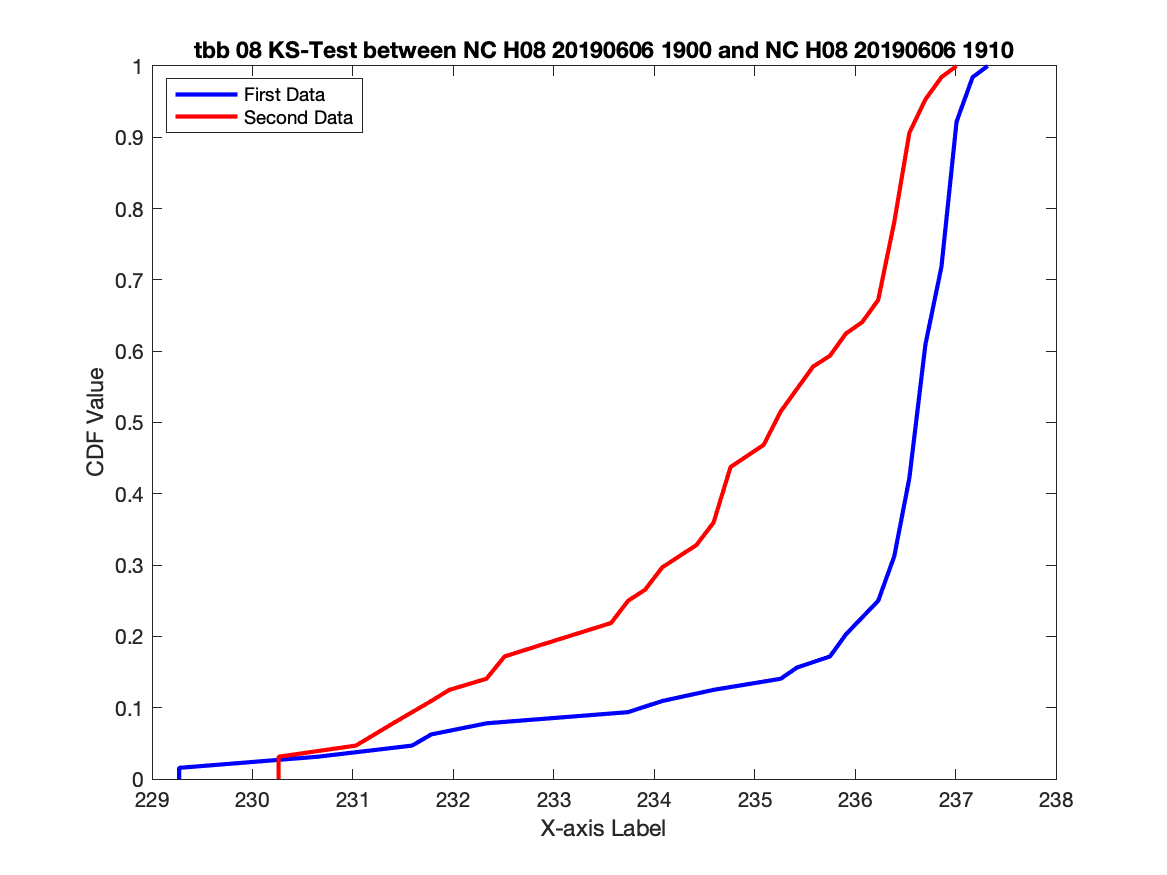 tbb 08 KS-Test between NC H08 20190606 1900 and NC H08 20190606 1910
First Data
Second Data
1
0.9
0.8
0.7
0.6
0.5
0.4
0.3
0.2
0.1
0
CDF Value
229 230 231 232 233 234 235 236 237 238
X-axis Label